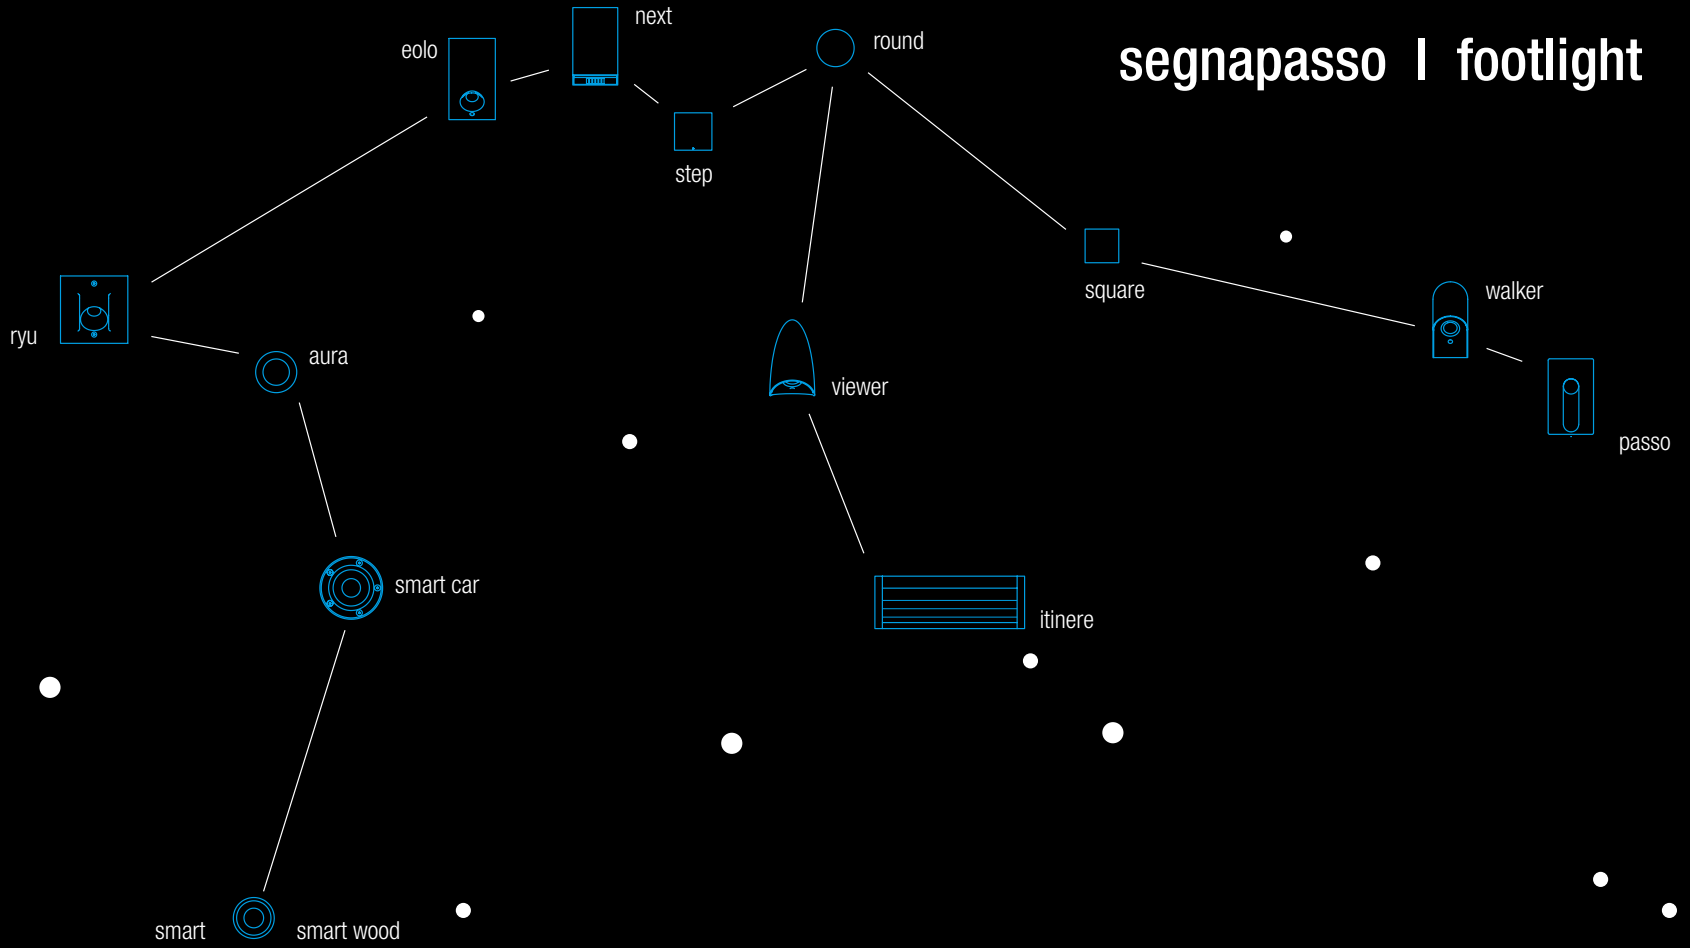 next
eolo
round
segnapasso | footlight
step
square
walker
ryu
aura
viewer
passo
smart car
itinere
smart
smart wood